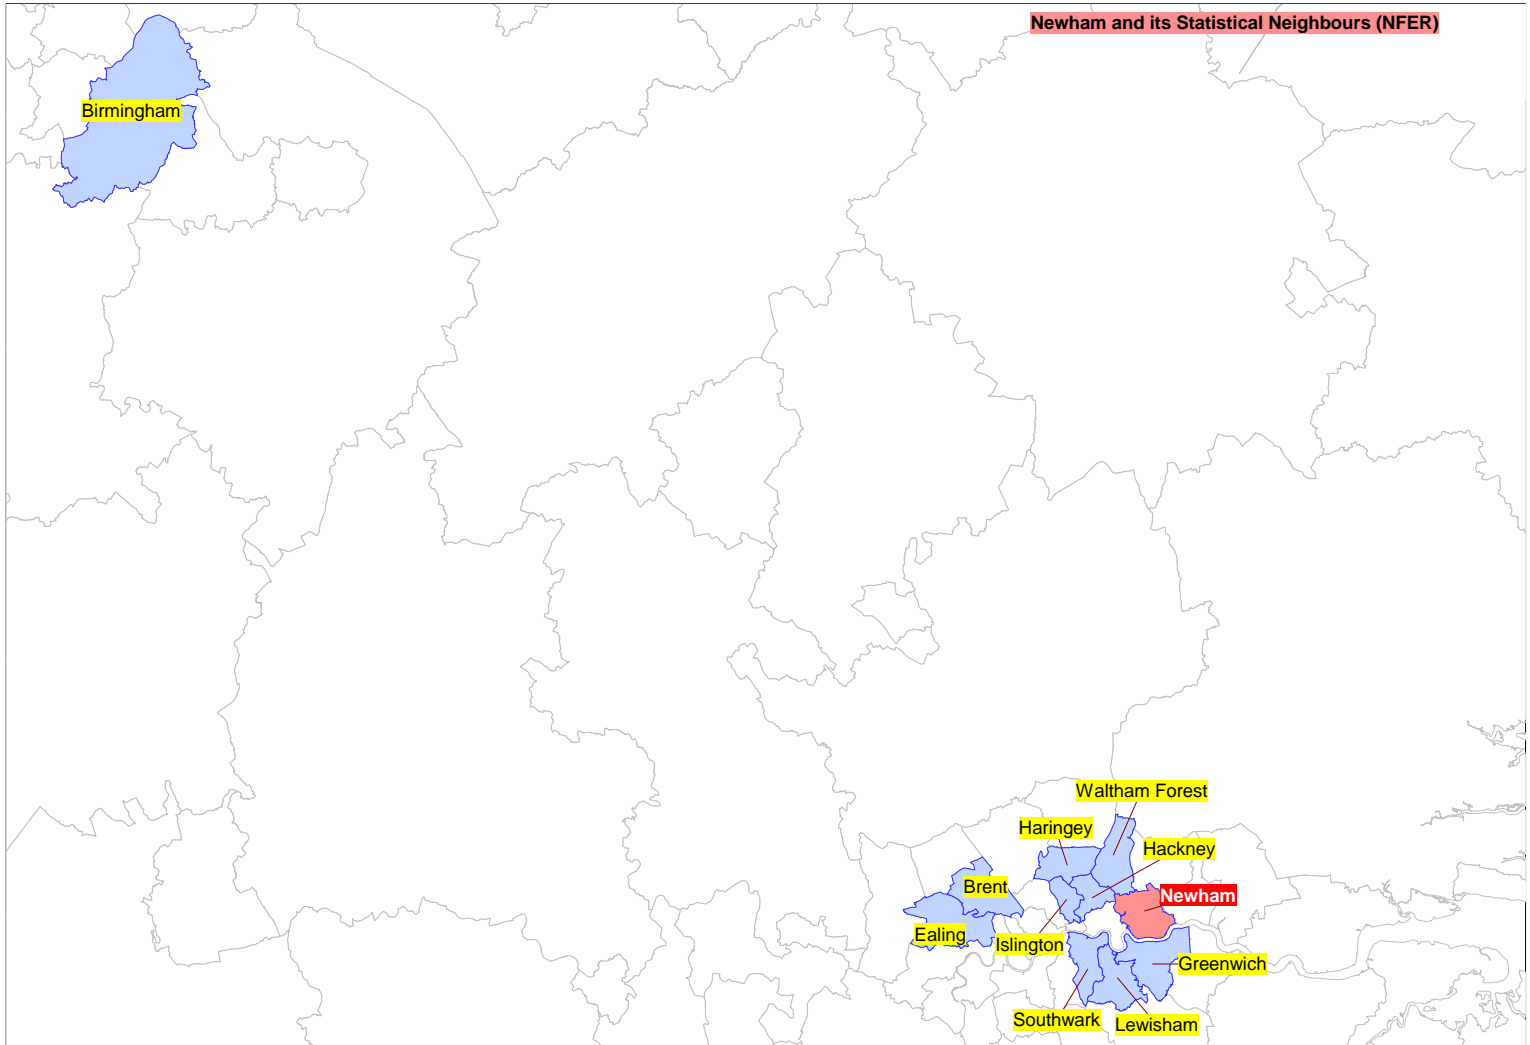 Newham and its Statistical Neighbours (NFER)
Birmingham
Waltham Forest
Haringey
Hackney
Brent
Newham
Ealing
Islington
Greenwich
Southwark
Lewisham